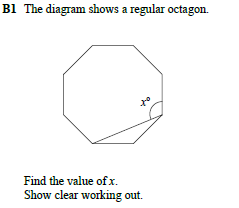 B1 The diagram shows a regular octagon.
x°
Find the value of x.
Show clear working out.